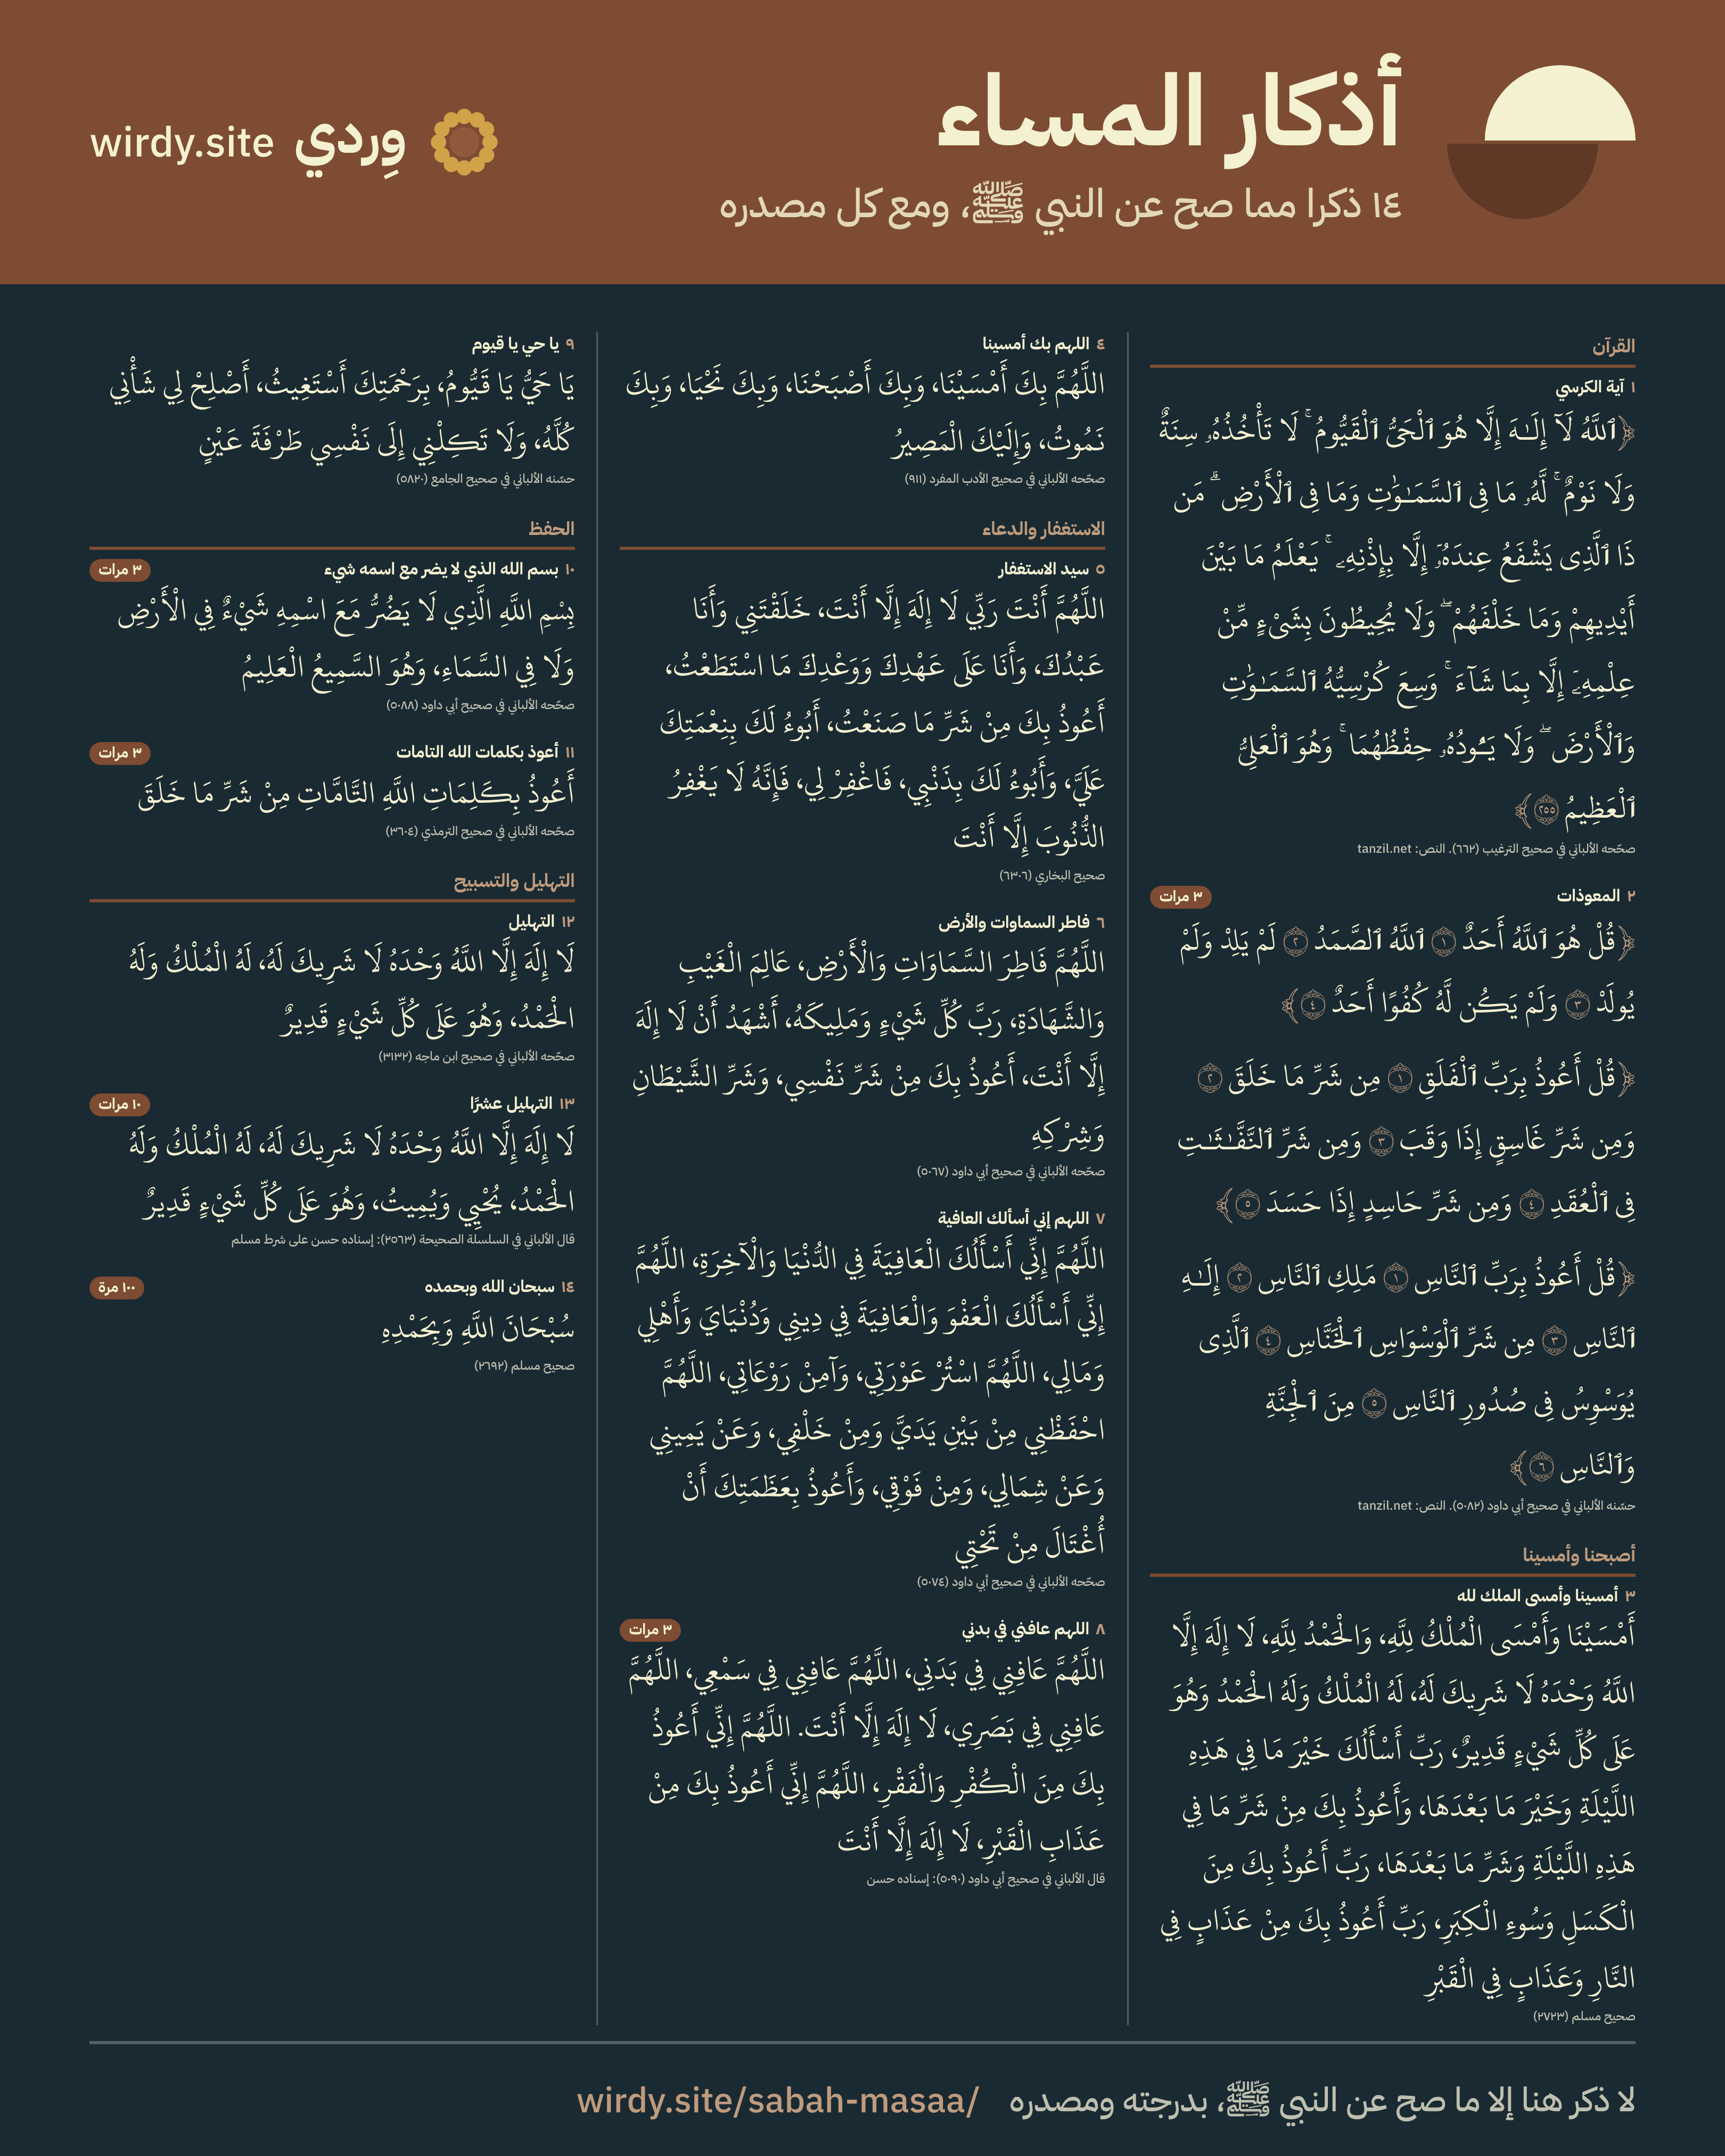 أذكار المساء
١٤ ذكرا مما صح عن النبي ﷺ، ومع كل مصدره
وِردي wirdy.site
القرآن
١ آية الكرسي
﴿ٱللَّهُ لَآ إِلَـٰهَ إِلَّا هُوَ ٱلْحَىُّ ٱلْقَيُّومُ ۚ لَا تَأْخُذُهُۥ سِنَةٌ
وَلَا نَوْمٌ ۚ لَّهُۥ مَا فِى ٱلسَّمَـٰوَٰتِ وَمَا فِى ٱلْأَرْضِ ۗ مَن
ذَا ٱلَّذِى يَشْفَعُ عِندَهُۥٓ إِلَّا بِإِذْنِهِۦ ۚ يَعْلَمُ مَا بَيْنَ
أَيْدِيهِمْ وَمَا خَلْفَهُمْ ۖ وَلَا يُحِيطُونَ بِشَىْءٍ مِّنْ
عِلْمِهِۦٓ إِلَّا بِمَا شَآءَ ۚ وَسِعَ كُرْسِيُّهُ ٱلسَّمَـٰوَٰتِ
وَٱلْأَرْضَ ۖ وَلَا يَـُٔودُهُۥ حِفْظُهُمَا ۚ وَهُوَ ٱلْعَلِىُّ
ٱلْعَظِيمُ ۝٢٥٥﴾
صحّحه الألباني في صحيح الترغيب (٦٦٢). النص: tanzil.net
٢ المعوذات ٣ مرات
﴿قُلْ هُوَ ٱللَّهُ أَحَدٌ ۝١ ٱللَّهُ ٱلصَّمَدُ ۝٢ لَمْ يَلِدْ وَلَمْ
يُولَدْ ۝٣ وَلَمْ يَكُن لَّهُۥ كُفُوًا أَحَدٌ ۝٤﴾
﴿قُلْ أَعُوذُ بِرَبِّ ٱلْفَلَقِ ۝١ مِن شَرِّ مَا خَلَقَ ۝٢
وَمِن شَرِّ غَاسِقٍ إِذَا وَقَبَ ۝٣ وَمِن شَرِّ ٱلنَّفَّـٰثَـٰتِ
فِى ٱلْعُقَدِ ۝٤ وَمِن شَرِّ حَاسِدٍ إِذَا حَسَدَ ۝٥﴾
﴿قُلْ أَعُوذُ بِرَبِّ ٱلنَّاسِ ۝١ مَلِكِ ٱلنَّاسِ ۝٢ إِلَـٰهِ
ٱلنَّاسِ ۝٣ مِن شَرِّ ٱلْوَسْوَاسِ ٱلْخَنَّاسِ ۝٤ ٱلَّذِى
يُوَسْوِسُ فِى صُدُورِ ٱلنَّاسِ ۝٥ مِنَ ٱلْجِنَّةِ
وَٱلنَّاسِ ۝٦﴾
حسّنه الألباني في صحيح أبي داود (٥٠٨٢). النص: tanzil.net
أصبحنا وأمسينا
٣ أمسينا وأمسى الملك لله
أَمْسَيْنَا وَأَمْسَى الْمُلْكُ لِلَّهِ، وَالْحَمْدُ لِلَّهِ، لَا إِلَهَ إِلَّا
اللَّهُ وَحْدَهُ لَا شَرِيكَ لَهُ، لَهُ الْمُلْكُ وَلَهُ الْحَمْدُ وَهُوَ
عَلَى كُلِّ شَيْءٍ قَدِيرٌ، رَبِّ أَسْأَلُكَ خَيْرَ مَا فِي هَذِهِ
اللَّيْلَةِ وَخَيْرَ مَا بَعْدَهَا، وَأَعُوذُ بِكَ مِنْ شَرِّ مَا فِي
هَذِهِ اللَّيْلَةِ وَشَرِّ مَا بَعْدَهَا، رَبِّ أَعُوذُ بِكَ مِنَ
الْكَسَلِ وَسُوءِ الْكِبَرِ، رَبِّ أَعُوذُ بِكَ مِنْ عَذَابٍ فِي
النَّارِ وَعَذَابٍ فِي الْقَبْرِ
صحيح مسلم (٢٧٢٣)
٤ اللهم بك أمسينا
اللَّهُمَّ بِكَ أَمْسَيْنَا، وَبِكَ أَصْبَحْنَا، وَبِكَ نَحْيَا، وَبِكَ
نَمُوتُ، وَإِلَيْكَ الْمَصِيرُ
صحّحه الألباني في صحيح الأدب المفرد (٩١١)
الاستغفار والدعاء
٥ سيد الاستغفار
اللَّهُمَّ أَنْتَ رَبِّي لَا إِلَهَ إِلَّا أَنْتَ، خَلَقْتَنِي وَأَنَا
عَبْدُكَ، وَأَنَا عَلَى عَهْدِكَ وَوَعْدِكَ مَا اسْتَطَعْتُ،
أَعُوذُ بِكَ مِنْ شَرِّ مَا صَنَعْتُ، أَبُوءُ لَكَ بِنِعْمَتِكَ
عَلَيَّ، وَأَبُوءُ لَكَ بِذَنْبِي، فَاغْفِرْ لِي، فَإِنَّهُ لَا يَغْفِرُ
الذُّنُوبَ إِلَّا أَنْتَ
صحيح البخاري (٦٣٠٦)
٦ فاطر السماوات والأرض
اللَّهُمَّ فَاطِرَ السَّمَاوَاتِ وَالْأَرْضِ، عَالِمَ الْغَيْبِ
وَالشَّهَادَةِ، رَبَّ كُلِّ شَيْءٍ وَمَلِيكَهُ، أَشْهَدُ أَنْ لَا إِلَهَ
إِلَّا أَنْتَ، أَعُوذُ بِكَ مِنْ شَرِّ نَفْسِي، وَشَرِّ الشَّيْطَانِ
وَشِرْكِهِ
صحّحه الألباني في صحيح أبي داود (٥٠٦٧)
٧ اللهم إني أسألك العافية
اللَّهُمَّ إِنِّي أَسْأَلُكَ الْعَافِيَةَ فِي الدُّنْيَا وَالْآخِرَةِ، اللَّهُمَّ
إِنِّي أَسْأَلُكَ الْعَفْوَ وَالْعَافِيَةَ فِي دِينِي وَدُنْيَايَ وَأَهْلِي
وَمَالِي، اللَّهُمَّ اسْتُرْ عَوْرَتِي، وَآمِنْ رَوْعَاتِي، اللَّهُمَّ
احْفَظْنِي مِنْ بَيْنِ يَدَيَّ وَمِنْ خَلْفِي، وَعَنْ يَمِينِي
وَعَنْ شِمَالِي، وَمِنْ فَوْقِي، وَأَعُوذُ بِعَظَمَتِكَ أَنْ
أُغْتَالَ مِنْ تَحْتِي
صحّحه الألباني في صحيح أبي داود (٥٠٧٤)
٨ اللهم عافني في بدني ٣ مرات
اللَّهُمَّ عَافِنِي فِي بَدَنِي، اللَّهُمَّ عَافِنِي فِي سَمْعِي، اللَّهُمَّ
عَافِنِي فِي بَصَرِي، لَا إِلَهَ إِلَّا أَنْتَ. اللَّهُمَّ إِنِّي أَعُوذُ
بِكَ مِنَ الْكُفْرِ وَالْفَقْرِ، اللَّهُمَّ إِنِّي أَعُوذُ بِكَ مِنْ
عَذَابِ الْقَبْرِ، لَا إِلَهَ إِلَّا أَنْتَ
قال الألباني في صحيح أبي داود (٥٠٩٠): إسناده حسن
٩ يا حي يا قيوم
يَا حَيُّ يَا قَيُّومُ، بِرَحْمَتِكَ أَسْتَغِيثُ، أَصْلِحْ لِي شَأْنِي
كُلَّهُ، وَلَا تَكِلْنِي إِلَى نَفْسِي طَرْفَةَ عَيْنٍ
حسّنه الألباني في صحيح الجامع (٥٨٢٠)
الحفظ
١٠ بسم الله الذي لا يضر مع اسمه شيء ٣ مرات
بِسْمِ اللَّهِ الَّذِي لَا يَضُرُّ مَعَ اسْمِهِ شَيْءٌ فِي الْأَرْضِ
وَلَا فِي السَّمَاءِ، وَهُوَ السَّمِيعُ الْعَلِيمُ
صحّحه الألباني في صحيح أبي داود (٥٠٨٨)
١١ أعوذ بكلمات الله التامات ٣ مرات
أَعُوذُ بِكَلِمَاتِ اللَّهِ التَّامَّاتِ مِنْ شَرِّ مَا خَلَقَ
صحّحه الألباني في صحيح الترمذي (٣٦٠٤)
التهليل والتسبيح
١٢ التهليل
لَا إِلَهَ إِلَّا اللَّهُ وَحْدَهُ لَا شَرِيكَ لَهُ، لَهُ الْمُلْكُ وَلَهُ
الْحَمْدُ، وَهُوَ عَلَى كُلِّ شَيْءٍ قَدِيرٌ
صحّحه الألباني في صحيح ابن ماجه (٣١٣٢)
١٣ التهليل عشرًا ١٠ مرات
لَا إِلَهَ إِلَّا اللَّهُ وَحْدَهُ لَا شَرِيكَ لَهُ، لَهُ الْمُلْكُ وَلَهُ
الْحَمْدُ، يُحْيِي وَيُمِيتُ، وَهُوَ عَلَى كُلِّ شَيْءٍ قَدِيرٌ
قال الألباني في السلسلة الصحيحة (٢٥٦٣): إسناده حسن على شرط مسلم
١٤ سبحان الله وبحمده ١٠٠ مرة
سُبْحَانَ اللَّهِ وَبِحَمْدِهِ
صحيح مسلم (٢٦٩٢)
لا ذكر هنا إلا ما صح عن النبي ﷺ، بدرجته ومصدره wirdy.site/sabah-masaa/